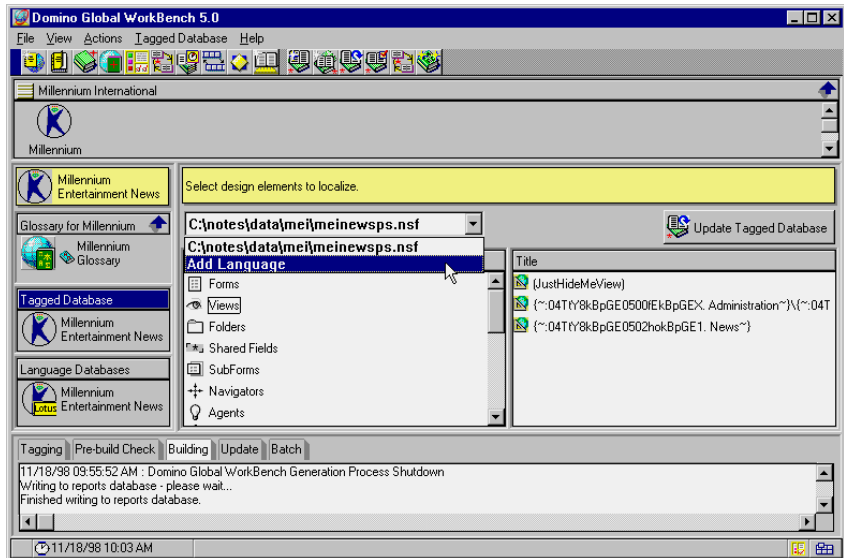 Domino Global WorkBench 5.0
File View Actions Tagged Database Help
Millennium International
Millennium
Millennium
Entertainment News
Select design elements to localize.
Glossary for Millennium
Millennium
Glossary
C:\notes\data\mei\meinewsps.nsf
Update Tagged Database
C:\notes\data\mei\meinewsps.nsf
Add Language
Title
Forms
(JustHideMeView)
Tagged Database
Views
{~:04TtY8kBpGE0500fEkBpGEX. Administration~}\{~:04T
Millennium
Entertainment News
Folders
{~:04TtY8kBpGE0502hokBpGE1. News~}
Shared Fields
Language Databases
SubForms
Millennium
Entertainment News
Lotus
Navigators
Agents
Tagging Pre-build Check Building Update Batch
11/18/98 09:55:52 AM : Domino Global WorkBench Generation Process Shutdown
Writing to reports database - please wait...
Finished writing to reports database.
11/18/98 10:03 AM